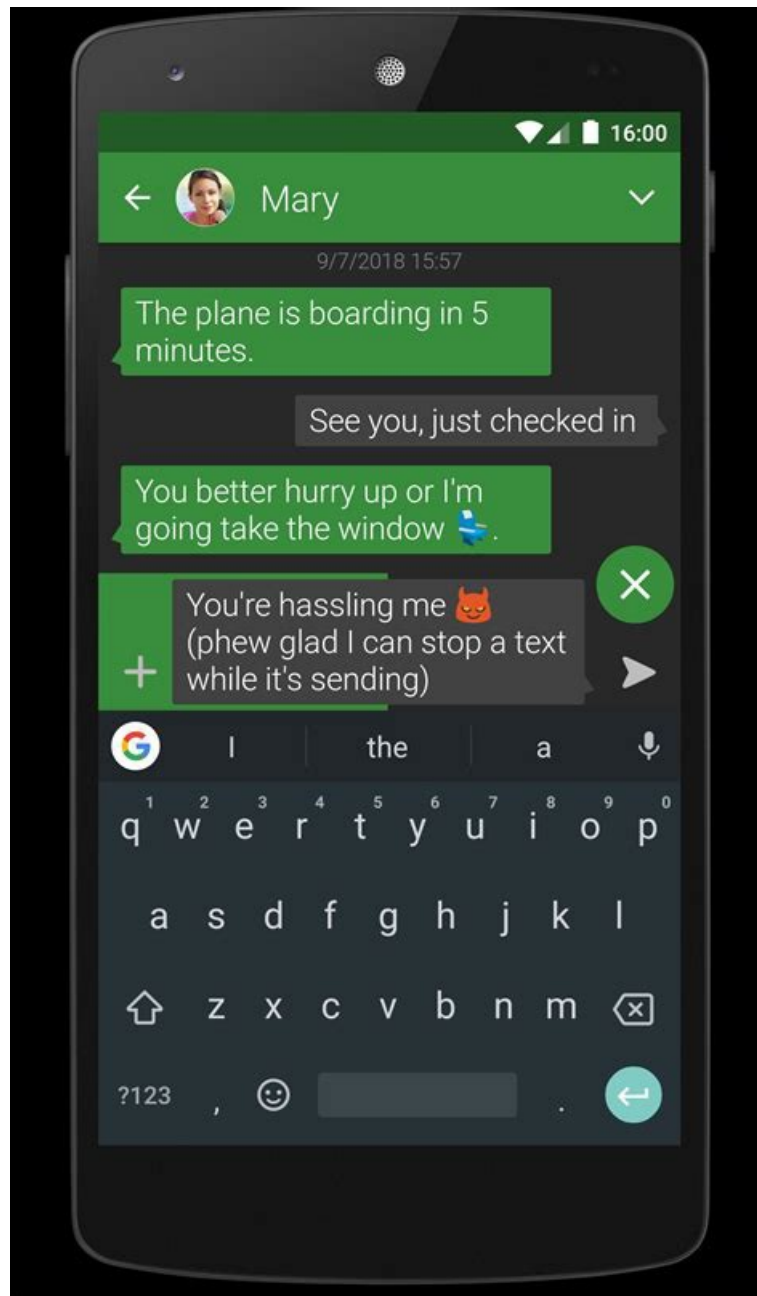 16:00
Mary
9/7/2018 15:57
The plane is boarding in 5
minutes.
See you, just checked in
You better hurry up or I'm
going take the window 💺.
You're hassling me 😈
(phew glad I can stop a text
while it's sending)
G I the a
1 2 3 4 5 6 7 8 9 0
q w e r t y u i o p
a s d f g h j k l
z x c v b n m
?123 , .